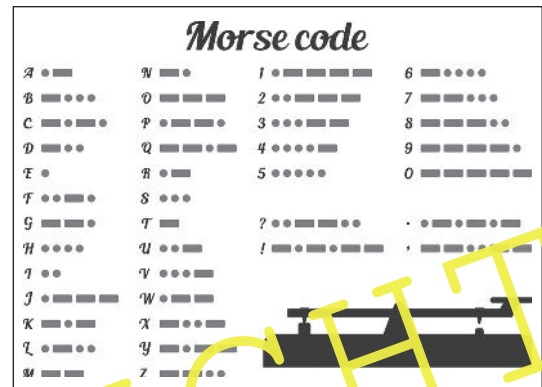 Morse code
A •— N —• 1 •———— 6 —••••
B —••• O ——— 2 ••——— 7 ——•••
C —•—• P •——• 3 •••—— 8 ———••
D —•• Q ——•— 4 ••••— 9 ————•
E • R •—• 5 ••••• 0 —————
F ••—• S •••
G ——• T — ? ••——•• . •—•—•—
H •••• U ••— ! —•—•—— , ——••——
I •• V •••—
J •——— W •——
K —•— X —••—
L •—•• Y —•——
M —— Z ——••